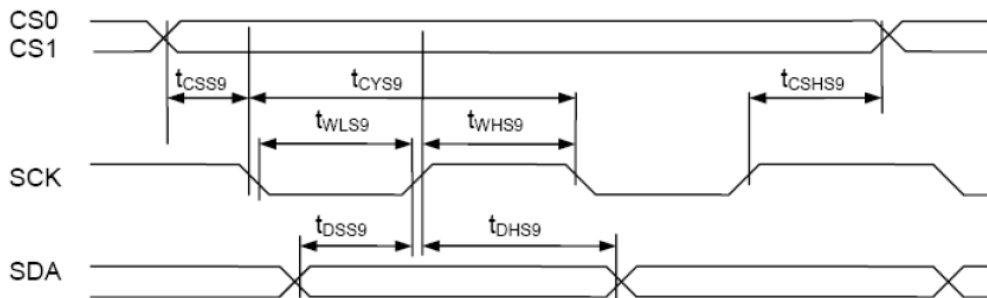 CS0
CS1
tCSS9 tCYS9 tCSHS9
tWLS9 tWHS9
SCK
tDSS9 tDHS9
SDA